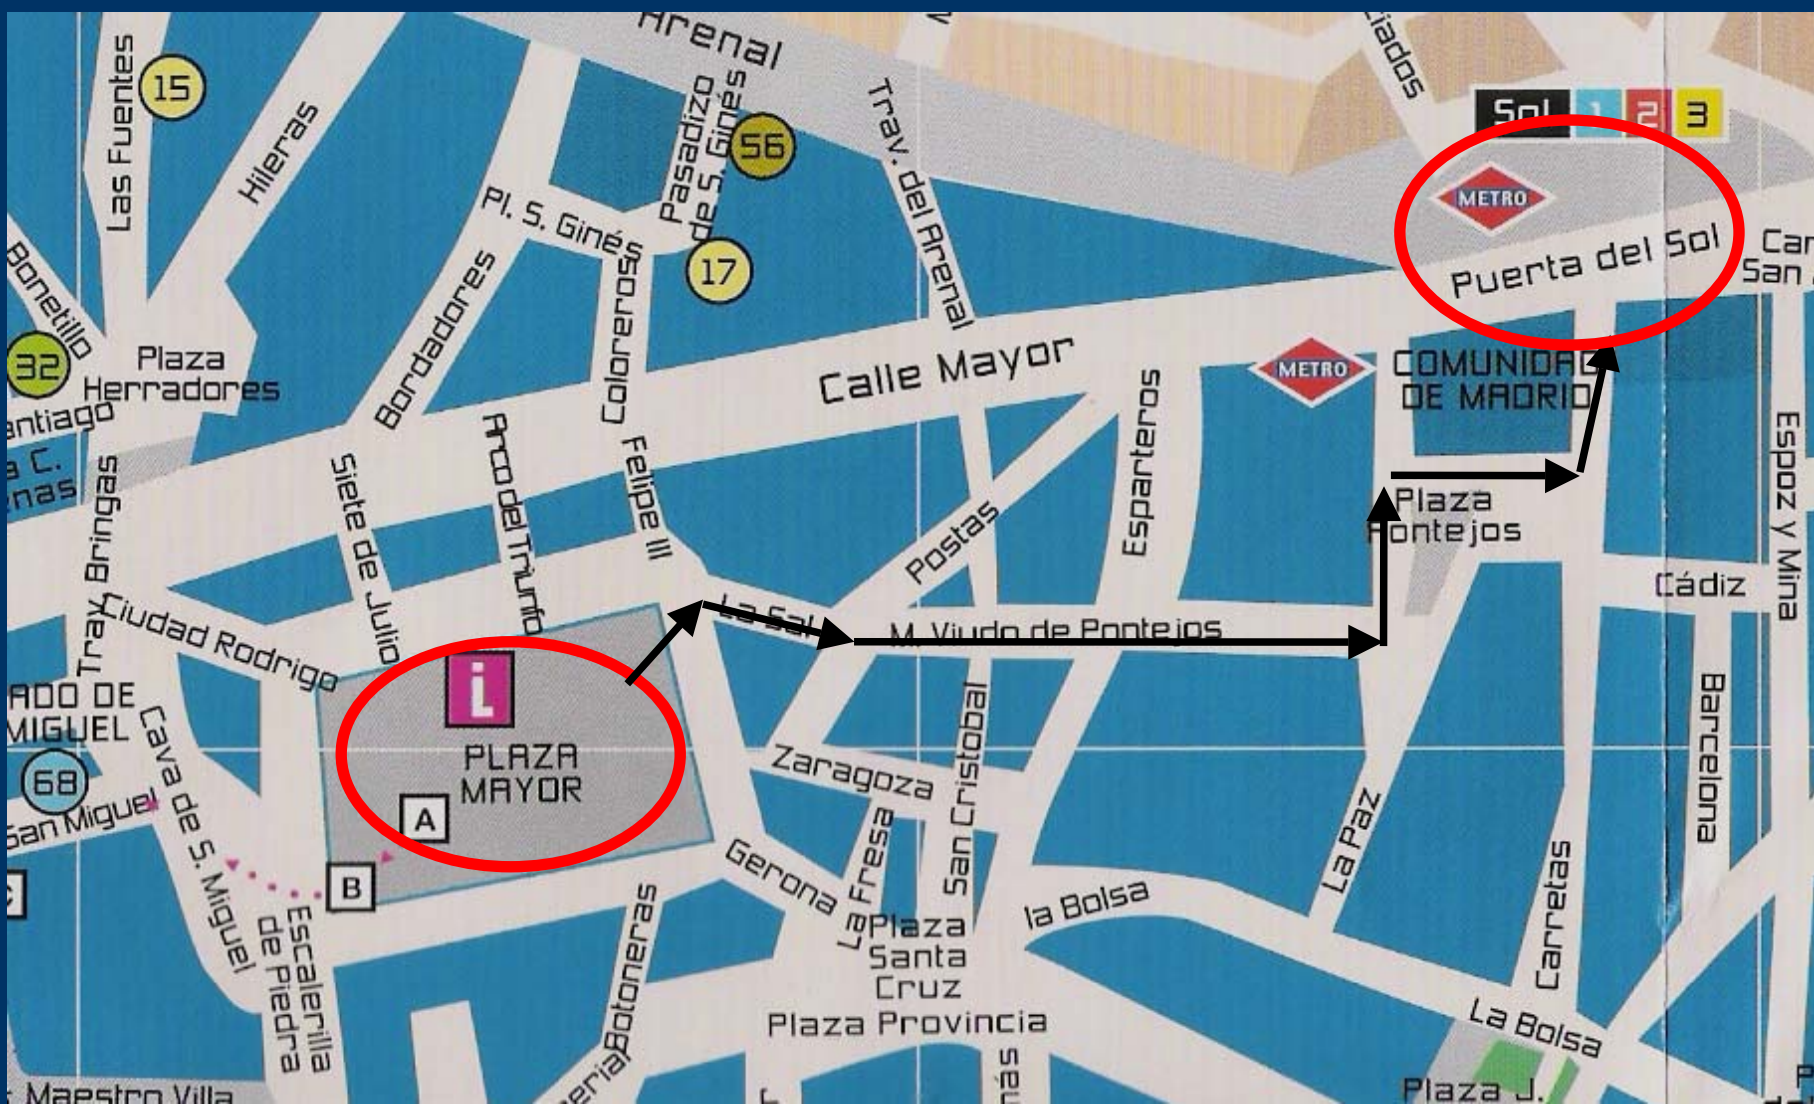 Arenal
Las Fuentes
15
Hileras
Pasadizo
de S. Ginés
56
Trav. del Arenal
Sol 1 2 3
METRO
Puerta del Sol
Pl. S. Ginés
17
Bonetillo
32
Plaza
Herradores
Bordadores
Coloreros
Calle Mayor
METRO
COMUNIDAD
DE MADRID
Esparteros
Espoz y Mina
Siete de Julio
Arco del Triunfo
Felipe III
Postas
Plaza
Pontejos
Cádiz
Trav. Bringas
Ciudad Rodrigo
La Sal
M. Viudo de Pontejos
i
PLAZA
MAYOR
A
B
68
San Miguel
Cava de S. Miguel
Zaragoza
San Cristobal
La Fresa
Gerona
La Paz
Barcelona
Carretas
la Bolsa
La Bolsa
Escalerilla
de Piedra
Botoneras
Plaza
Santa
Cruz
Plaza Provincia
Maestro Villa
Plaza J.